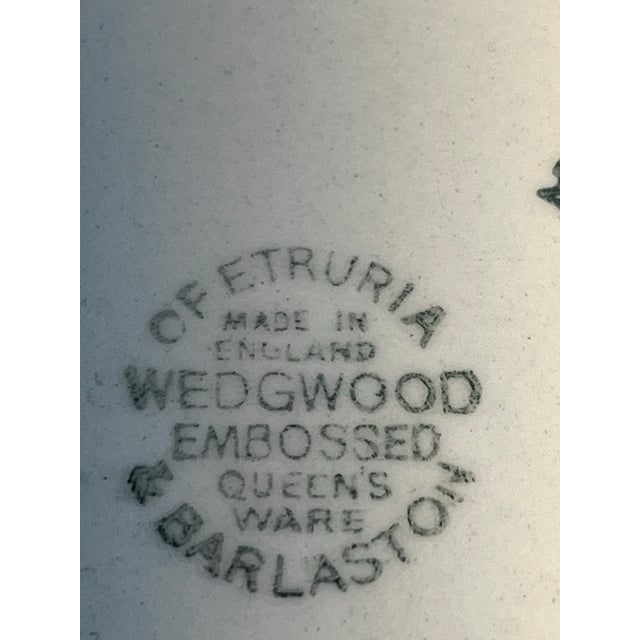 OF ETRURIA
MADE IN
ENGLAND
WEDGWOOD
EMBOSSED
QUEEN'S
WARE
& BARLASTON